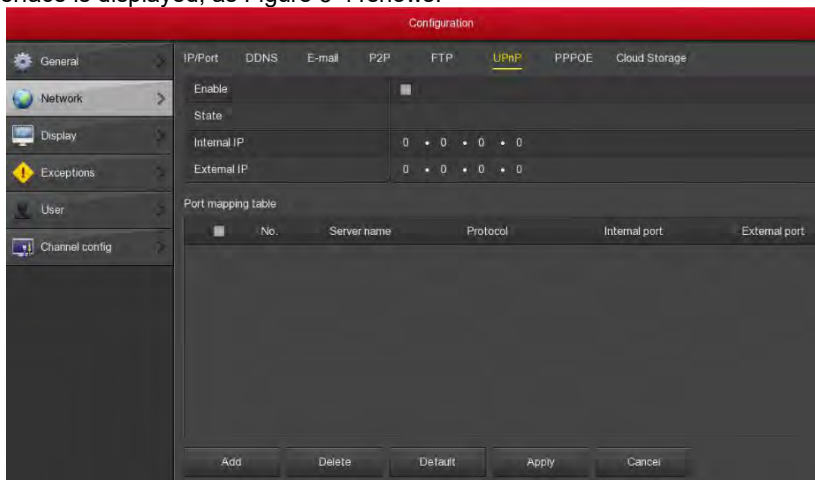 Configuration
General
Network
Display
Exceptions
User
Channel config
IP/Port DDNS E-mail P2P FTP UPnP PPPOE Cloud Storage
Enable
State
Internal IP 0 • 0 • 0 • 0
External IP 0 • 0 • 0 • 0
Port mapping table
No. Server name Protocol Internal port External port
Add Delete Default Apply Cancel